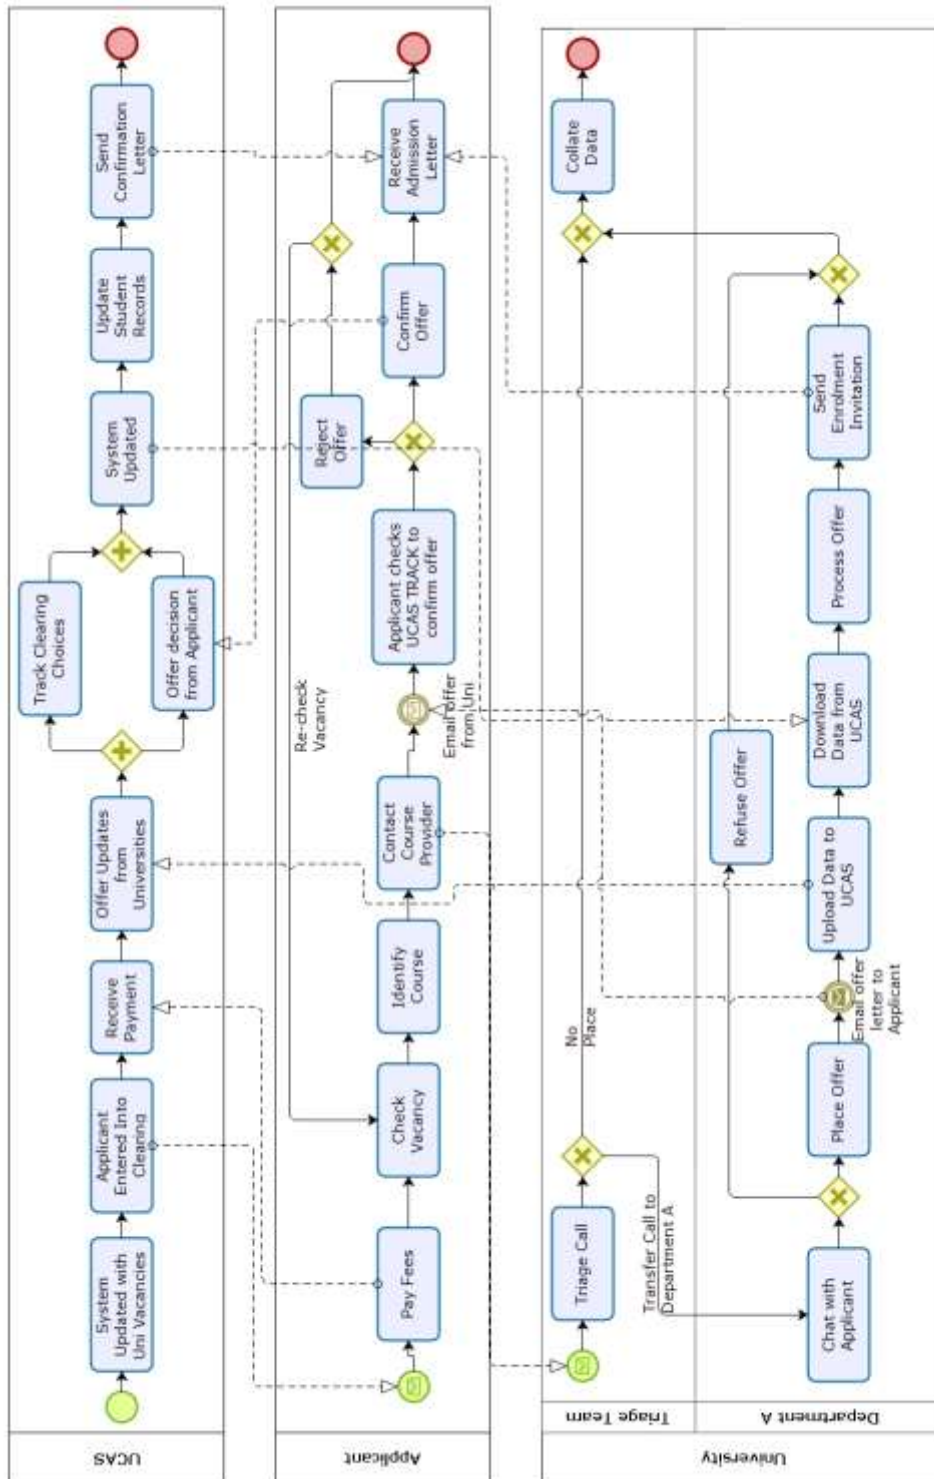 UCAS
System
Updated with
Uni Vacancies
Applicant
Entered Into
Clearing
Receive
Payment
Offer Updates
from
Universities
Track Clearing
Choices
Offer decision
from Applicant
System
Updated
Update
Student
Records
Send
Confirmation
Letter
Applicant
Pay Fees
Check
Vacancy
Identify
Course
Contact
Course
Provider
Email offer
from Uni
Applicant checks
UCAS TRACK to
confirm offer
Re-check
Vacancy
Reject
Offer
Confirm
Offer
Receive
Admission
Letter
University
Triage Team
Triage Call
No
Place
Transfer Call to
Department A
Collate
Data
Department A
Chat with
Applicant
Place Offer
Refuse Offer
Email offer
letter to
Applicant
Upload Data to
UCAS
Download
Data from
UCAS
Process Offer
Send
Enrolment
Invitation